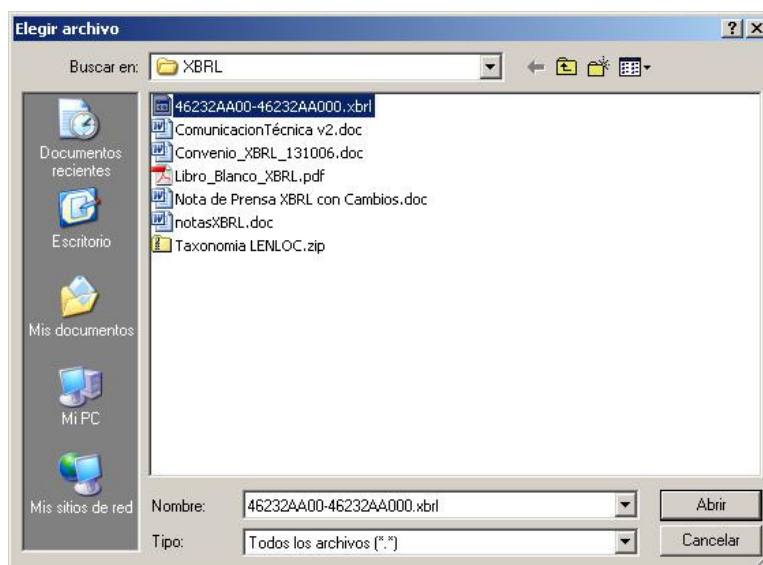 Elegir archivo
Buscar en: XBRL
46232AA00-46232AA000.xbrl
ComunicacionTécnica v2.doc
Convenio_XBRL_131006.doc
Libro_Blanco_XBRL.pdf
Nota de Prensa XBRL con Cambios.doc
notasXBRL.doc
Taxonomia LENLOC.zip
Documentos
recientes
Escritorio
Mis documentos
Mi PC
Mis sitios de red
Nombre: 46232AA00-46232AA000.xbrl Abrir
Tipo: Todos los archivos (*.*) Cancelar